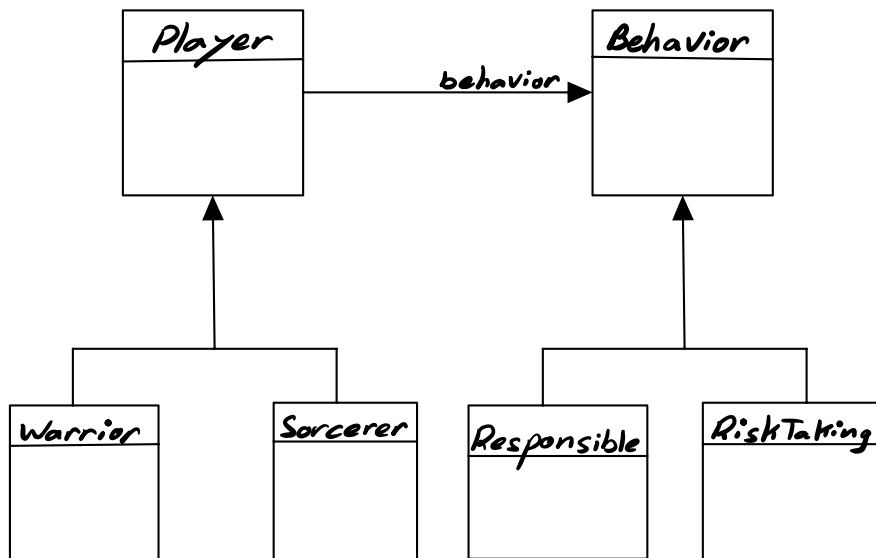 Player
Behavior
behavior
Warrior
Sorcerer
Responsible
RiskTaking